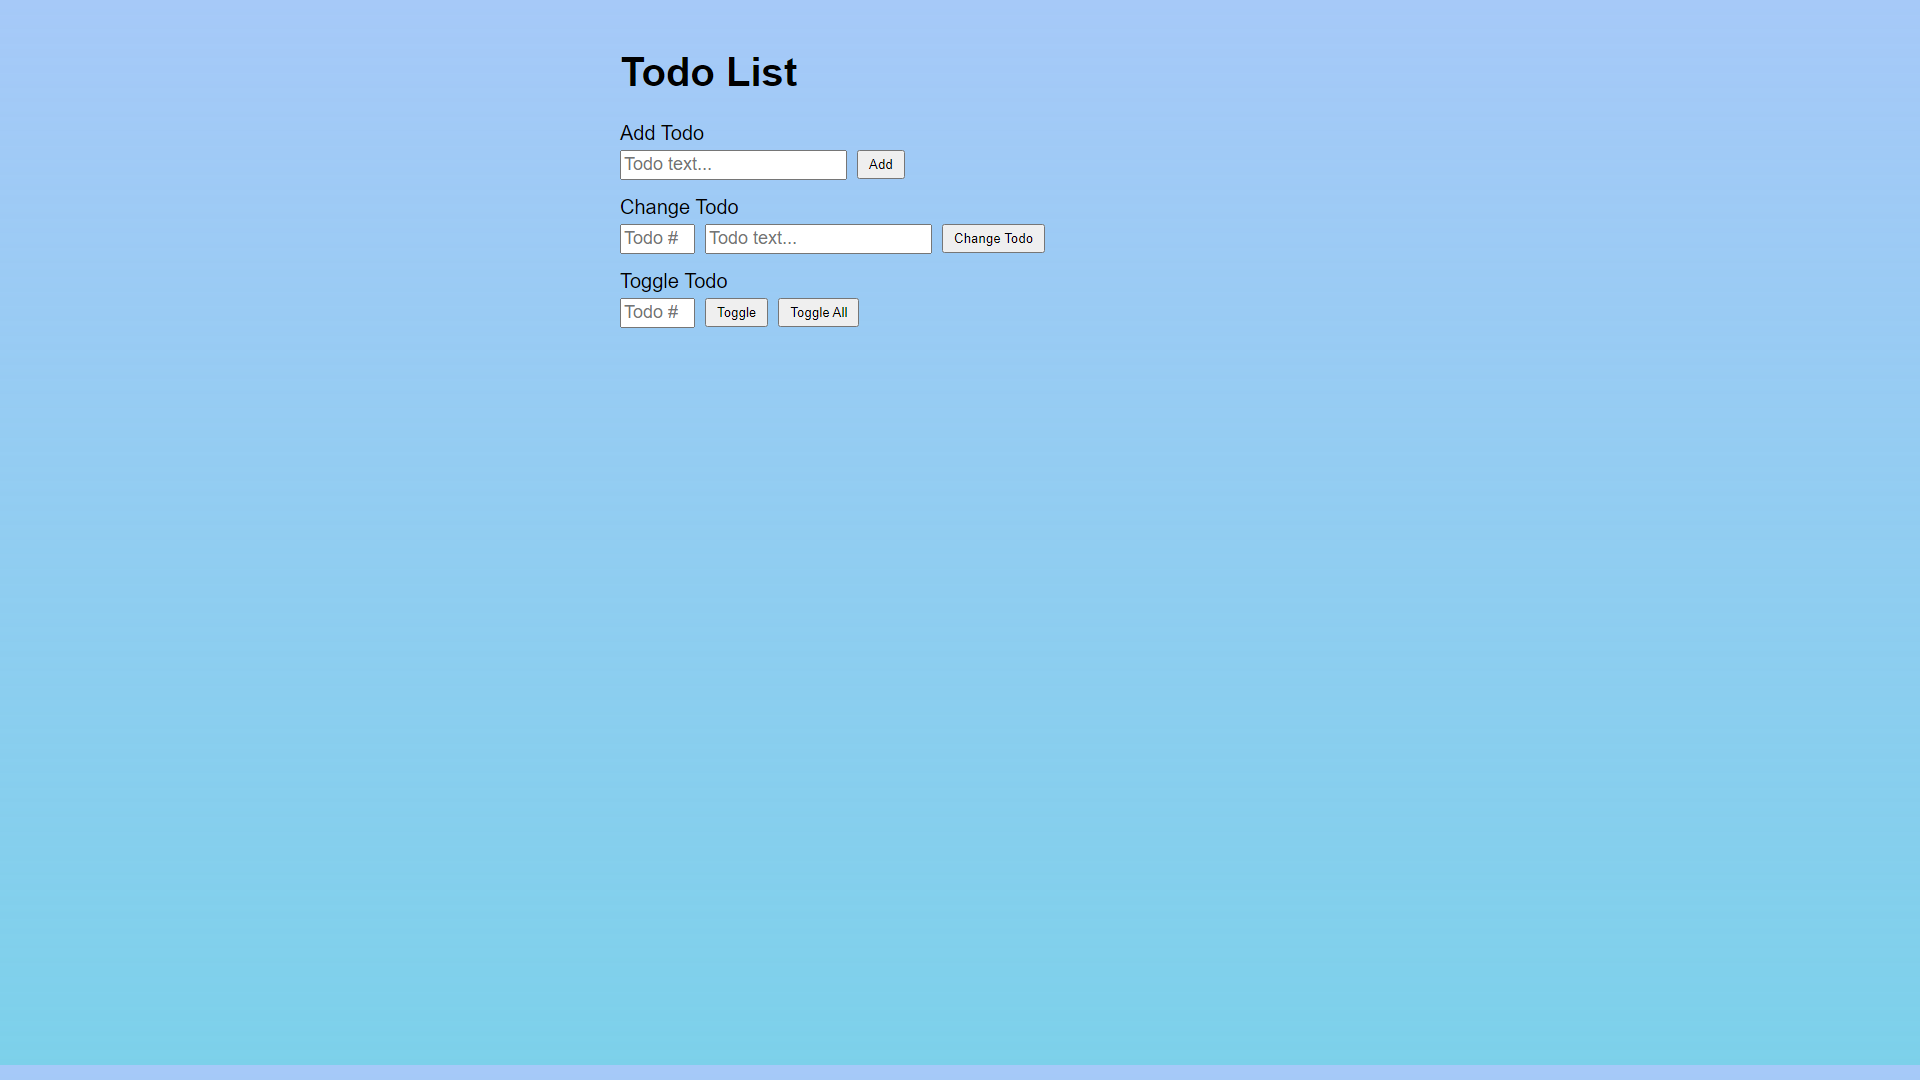 Todo List
Add Todo
Todo text... Add
Change Todo
Todo # Todo text... Change Todo
Toggle Todo
Todo # Toggle Toggle All